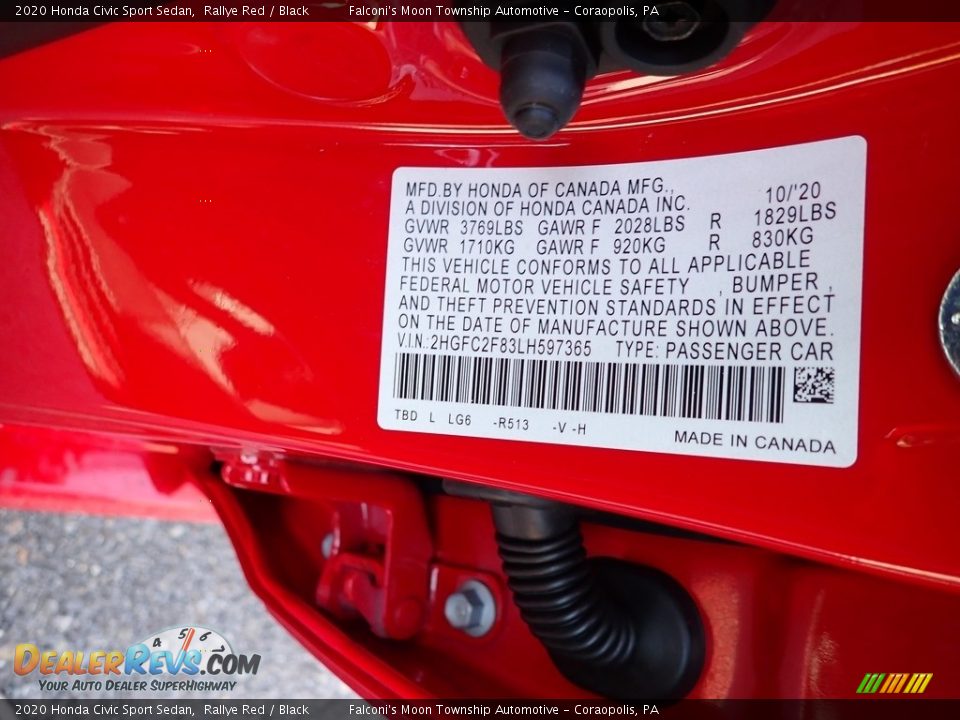 2020 Honda Civic Sport Sedan, Rallye Red / Black Falconi's Moon Township Automotive - Coraopolis, PA
MFD.BY HONDA OF CANADA MFG., 10/'20
A DIVISION OF HONDA CANADA INC.
GVWR 3769LBS GAWR F 2028LBS R 1829LBS
GVWR 1710KG GAWR F 920KG R 830KG
THIS VEHICLE CONFORMS TO ALL APPLICABLE
FEDERAL MOTOR VEHICLE SAFETY , BUMPER ,
AND THEFT PREVENTION STANDARDS IN EFFECT
ON THE DATE OF MANUFACTURE SHOWN ABOVE.
V.I.N.:2HGFC2F83LH597365 TYPE: PASSENGER CAR
TBD L LG6 -R513 -V -H
MADE IN CANADA
4 5 6
DEALERREVS.COM
YOUR AUTO DEALER SUPERHIGHWAY
2020 Honda Civic Sport Sedan, Rallye Red / Black Falconi's Moon Township Automotive - Coraopolis, PA